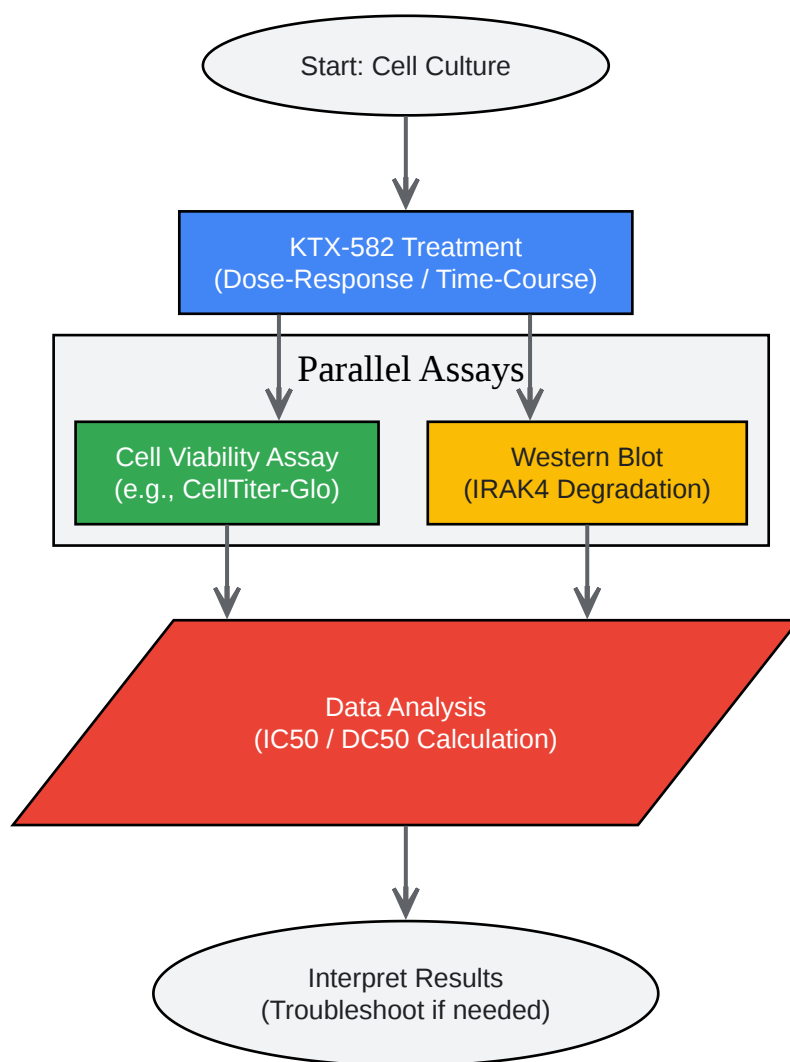 Start: Cell Culture
KTX-582 Treatment
(Dose-Response / Time-Course)
Parallel Assays
Cell Viability Assay
(e.g., CellTiter-Glo)
Western Blot
(IRAK4 Degradation)
Data Analysis
(IC50 / DC50 Calculation)
Interpret Results
(Troubleshoot if needed)